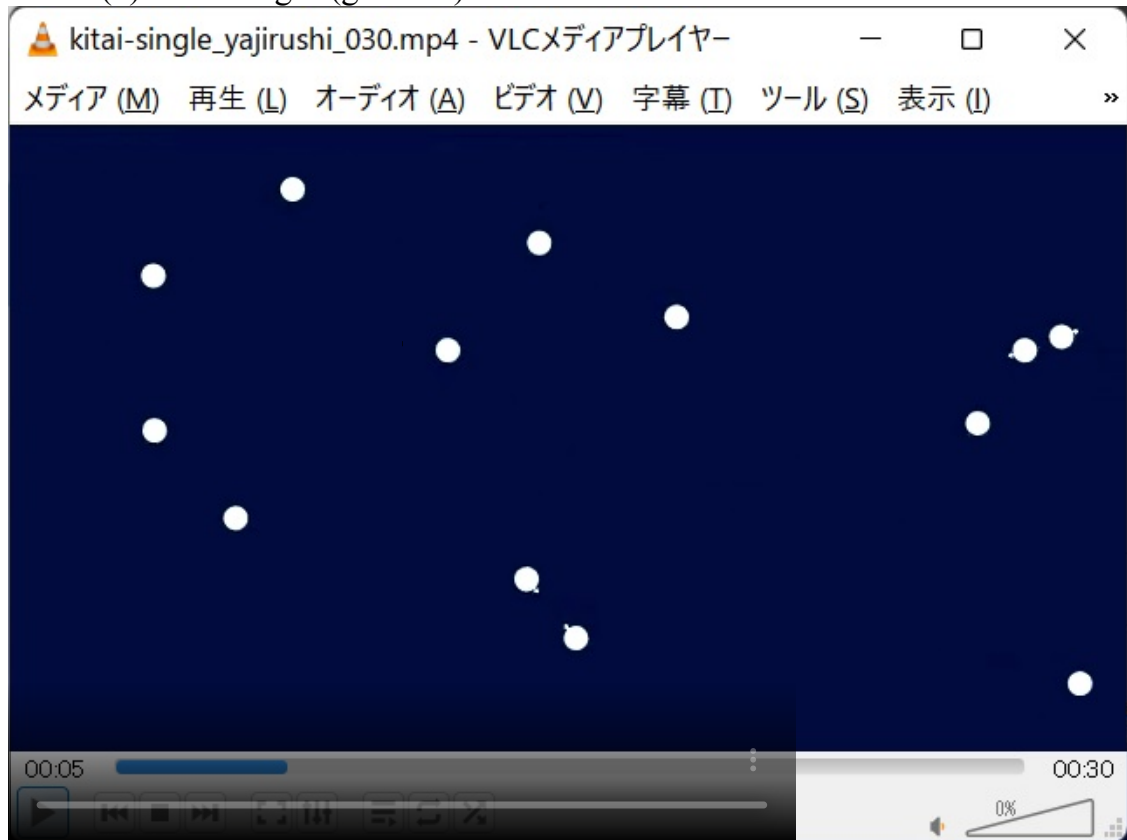 kitai-single_yajirushi_030.mp4 - VLCメディアプレイヤー
メディア (M) 再生 (L) オーディオ (A) ビデオ (V) 字幕 (T) ツール (S) 表示 (I) »
00:05 00:30
0%